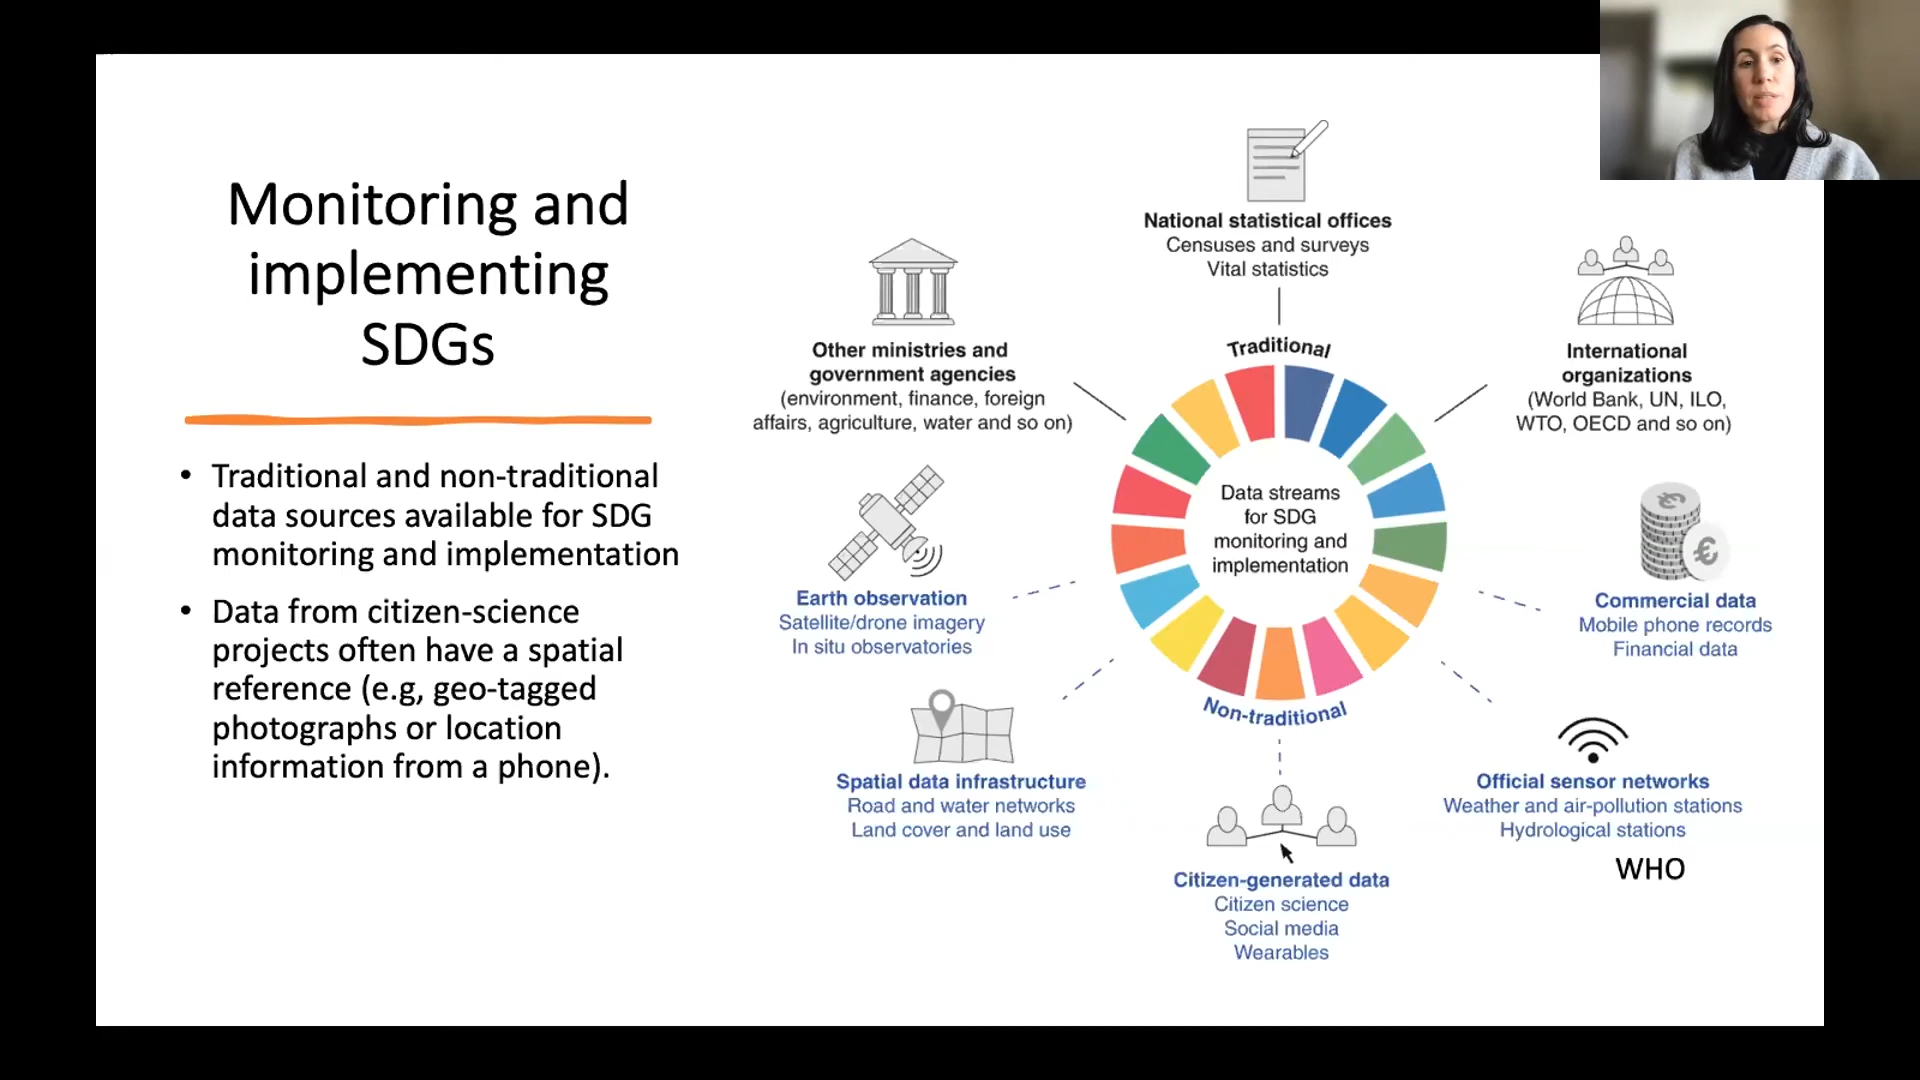 Monitoring and
implementing
SDGs
• Traditional and non-traditional
data sources available for SDG
monitoring and implementation
• Data from citizen-science
projects often have a spatial
reference (e.g, geo-tagged
photographs or location
information from a phone).
National statistical offices
Censuses and surveys
Vital statistics
Other ministries and
government agencies
(environment, finance, foreign
affairs, agriculture, water and so on)
International
organizations
(World Bank, UN, ILO,
WTO, OECD and so on)
Traditional
Data streams
for SDG
monitoring and
implementation
Non-traditional
Earth observation
Satellite/drone imagery
In situ observatories
€
€
Commercial data
Mobile phone records
Financial data
Spatial data infrastructure
Road and water networks
Land cover and land use
Official sensor networks
Weather and air-pollution stations
Hydrological stations
WHO
Citizen-generated data
Citizen science
Social media
Wearables